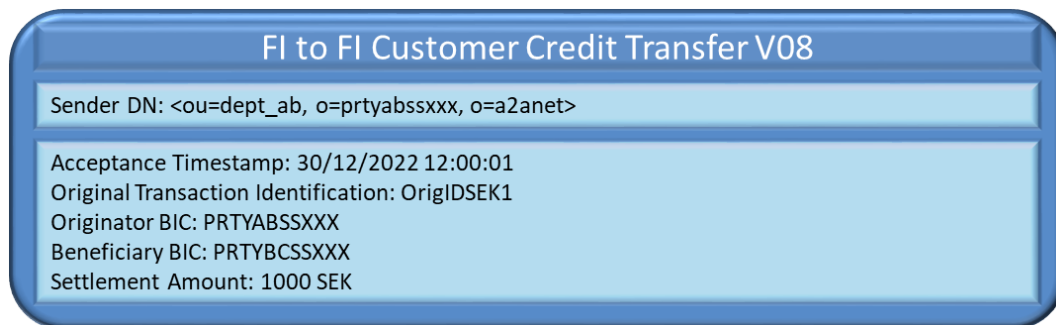 FI to FI Customer Credit Transfer V08
Sender DN: <ou=dept_ab, o=prtyabssxxx, o=a2anet>
Acceptance Timestamp: 30/12/2022 12:00:01
Original Transaction Identification: OrigIDSEK1
Originator BIC: PRTYABSSXXX
Beneficiary BIC: PRTYBCSSXXX
Settlement Amount: 1000 SEK